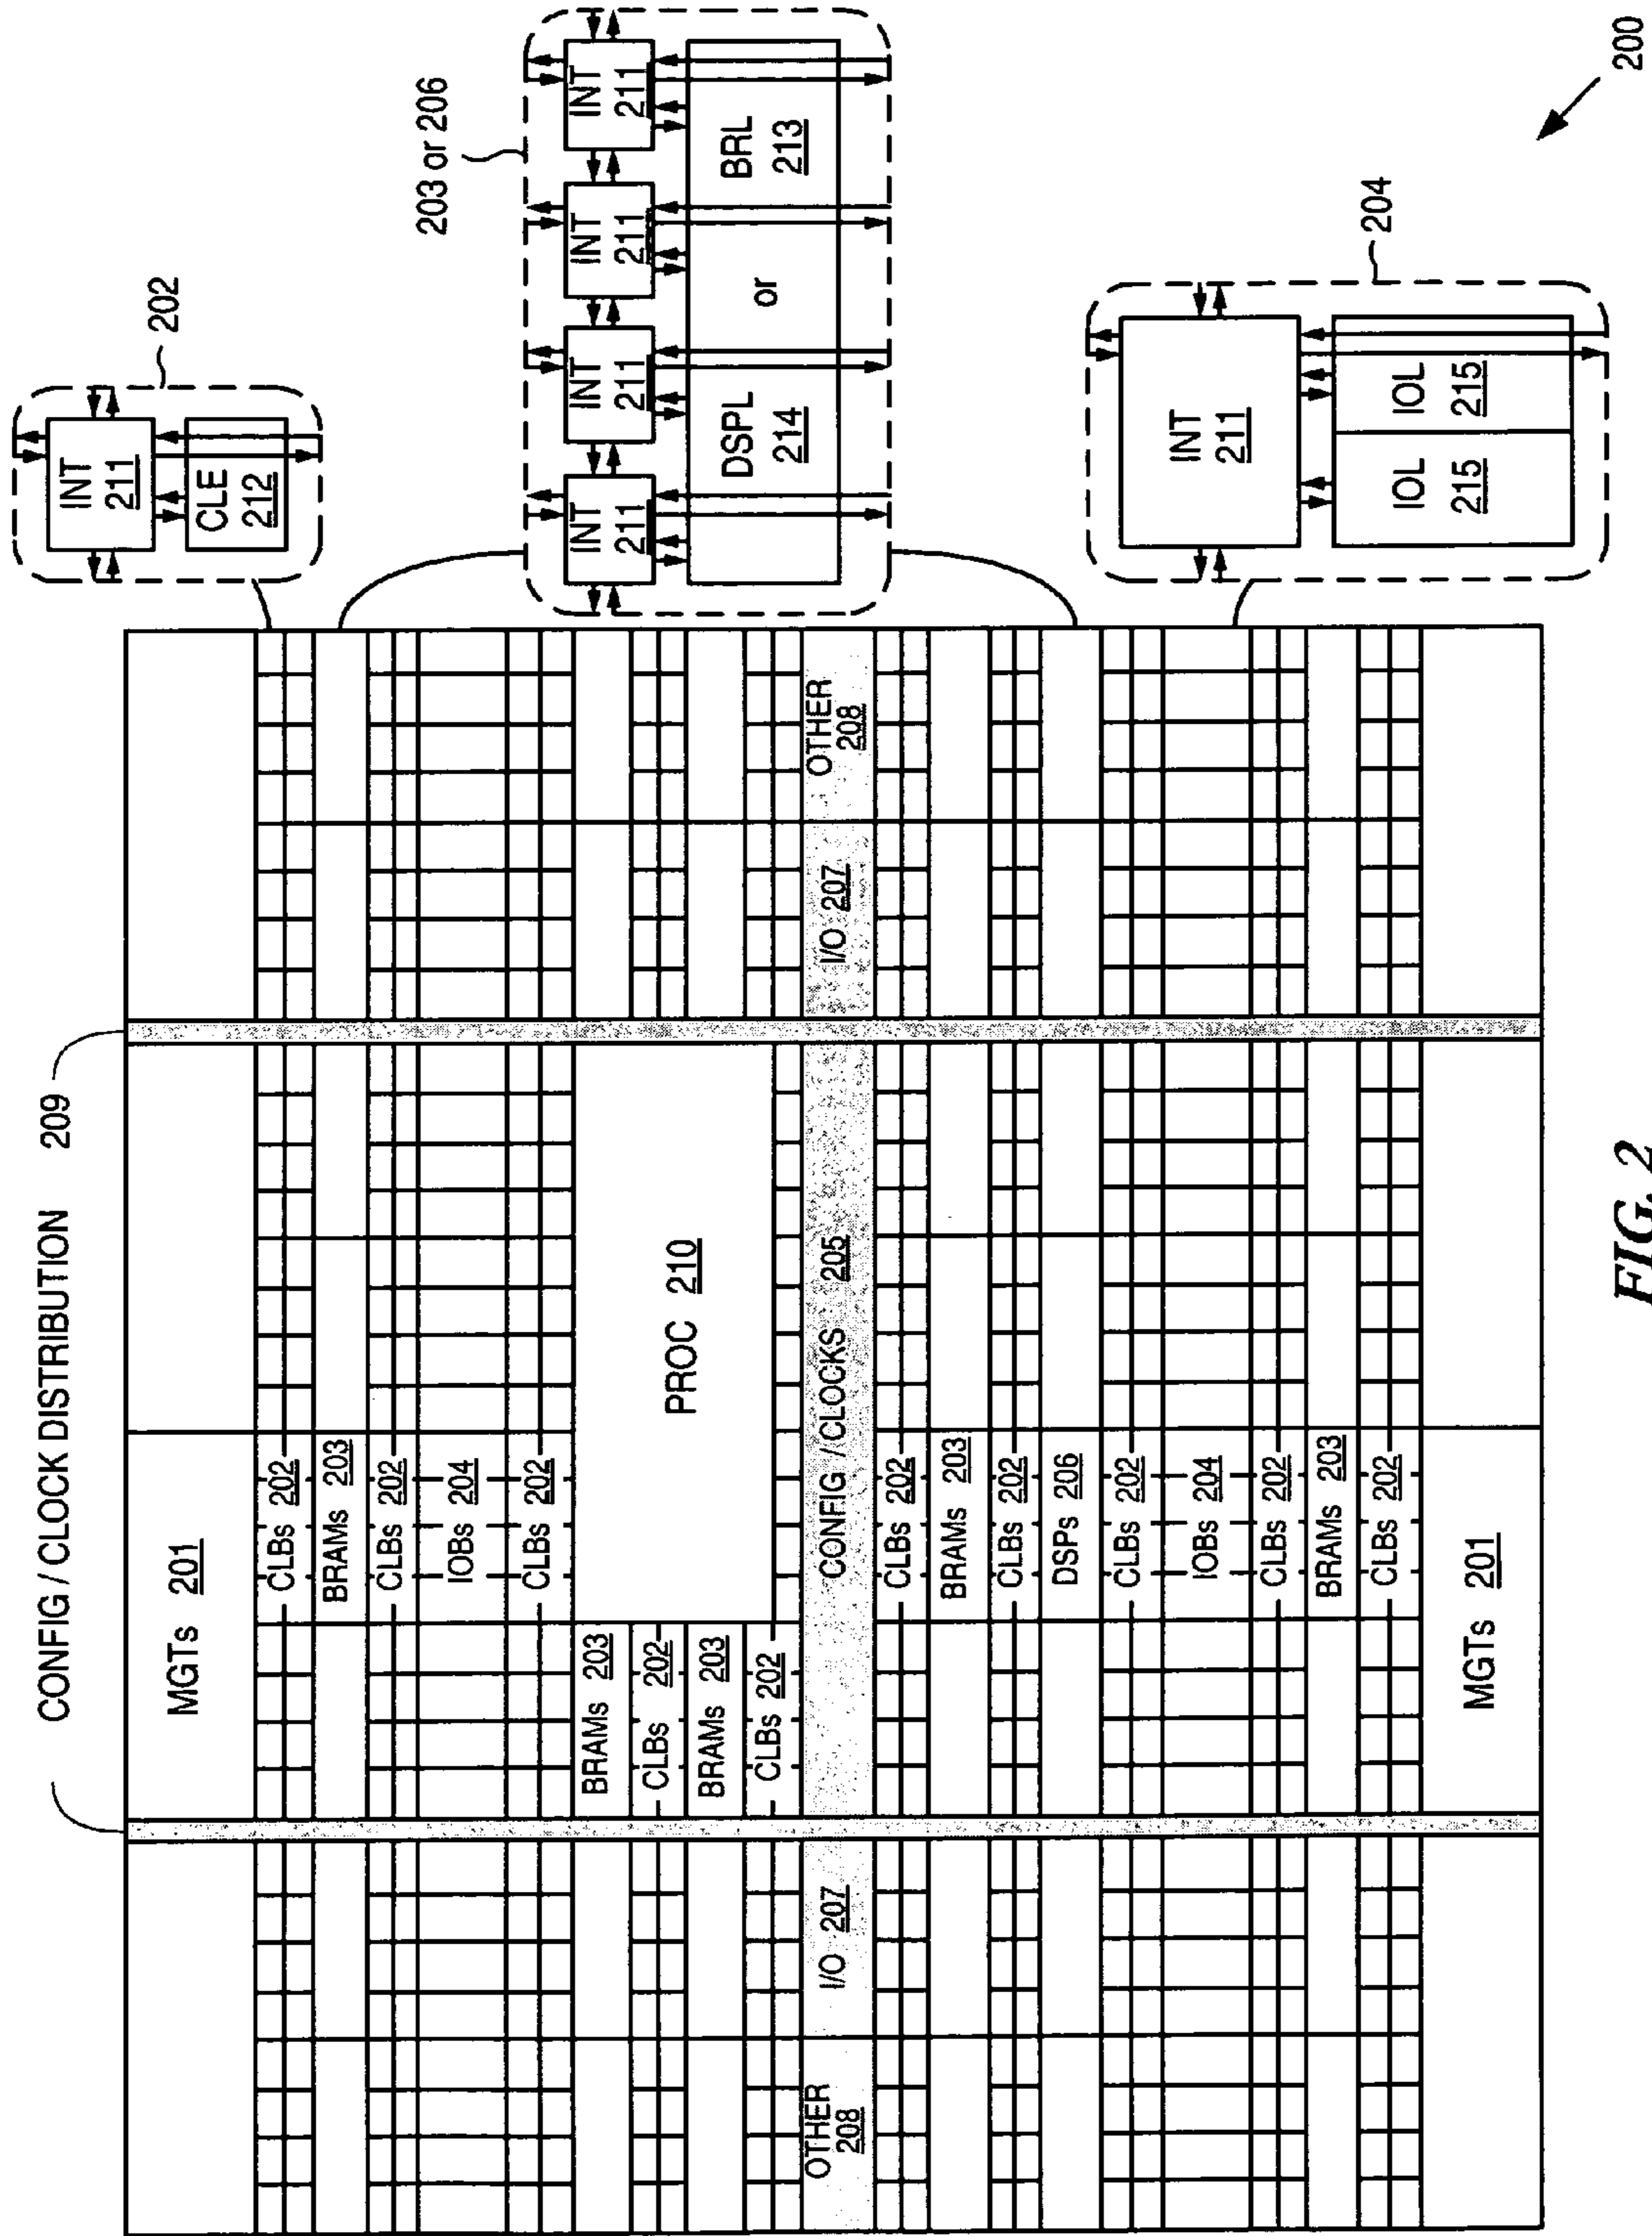 CONFIG / CLOCK DISTRIBUTION 209
MGTs 201
CLBs 202
BRAMs 203
CLBs 202
IOBs 204
CLBs 202
BRAMs 203
CLBs 202
BRAMs 203
CLBs 202
PROC 210
OTHER
208
I/O 207
CONFIG / CLOCKS 205
I/O 207
OTHER
208
CLBs 202
BRAMs 203
CLBs 202
DSPs 206
CLBs 202
IOBs 204
CLBs 202
BRAMs 203
CLBs 202
MGTs 201
202
INT
211
CLE
212
203 or 206
INT
211
INT
211
INT
211
INT
211
DSPL
214
or
BRL
213
204
INT
211
IOL
215
IOL
215
200
FIG. 2